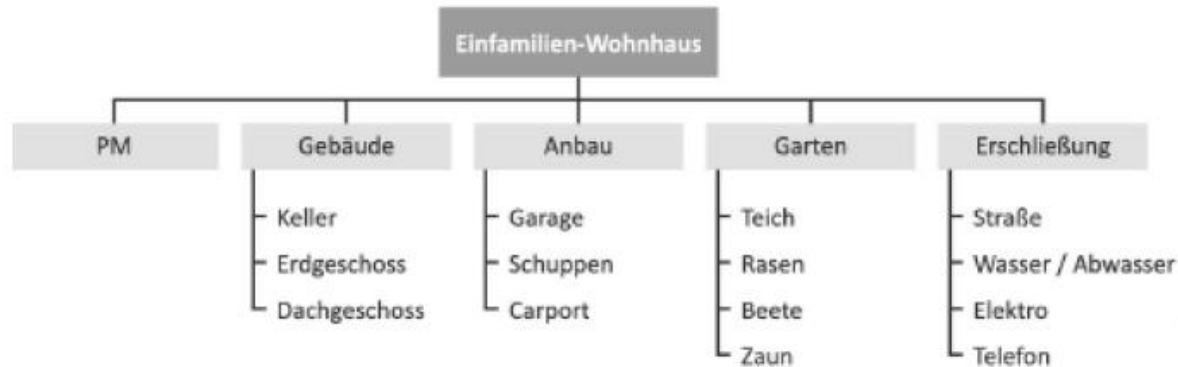 Einfamilien-Wohnhaus
PM
Gebäude
Keller
Erdgeschoss
Dachgeschoss
Anbau
Garage
Schuppen
Carport
Garten
Teich
Rasen
Beete
Zaun
Erschließung
Straße
Wasser / Abwasser
Elektro
Telefon